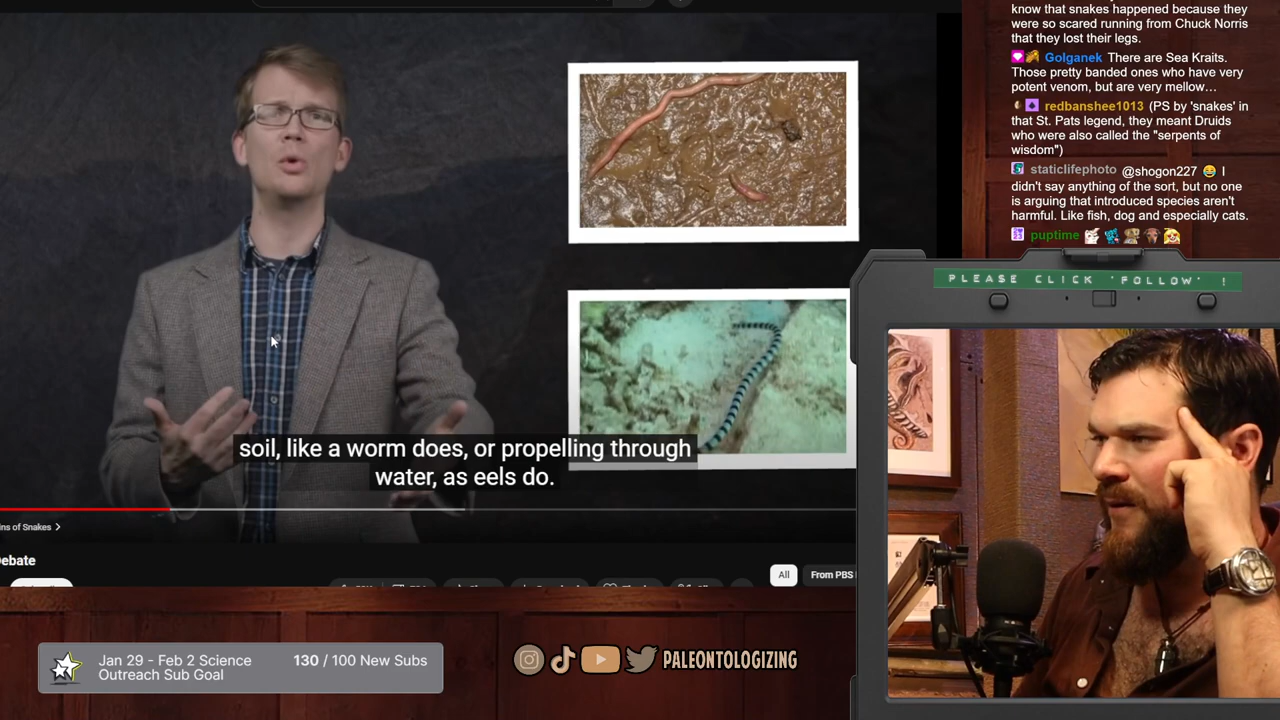 know that snakes happened because they
were so scared running from Chuck Norris
that they lost their legs.
Golganek There are Sea Kraits.
Those pretty banded ones who have very
potent venom, but are very mellow…
redbanshee1013 (PS by 'snakes' in
that St. Pats legend, they meant Druids
who were also called the "serpents of
wisdom")
staticlifephoto @shogon227 😂 I
didn't say anything of the sort, but no one
is arguing that introduced species aren't
harmful. Like fish, dog and especially cats.
puptime
PLEASE CLICK 'FOLLOW' !
soil, like a worm does, or propelling through
water, as eels do.
ns of Snakes
ebate
All
From PBS
Jan 29 - Feb 2 Science
Outreach Sub Goal
130 / 100 New Subs
PALEONTOLOGIZING